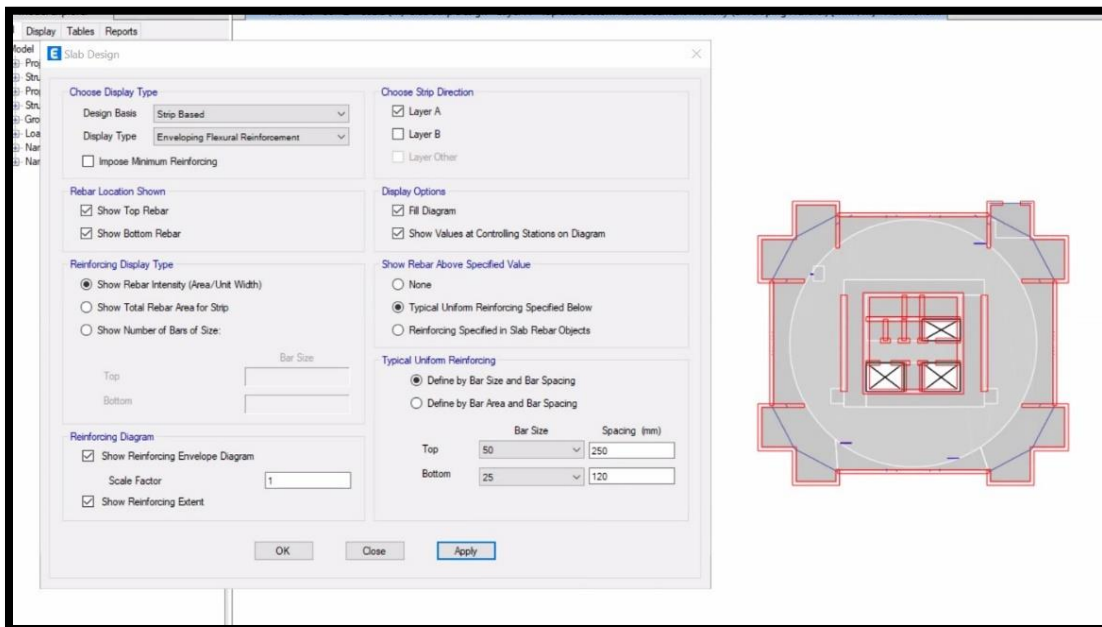 Display Tables Reports
Model
Slab Design
Choose Display Type
Design Basis Strip Based
Display Type Enveloping Flexural Reinforcement
Impose Minimum Reinforcing
Rebar Location Shown
Show Top Rebar
Show Bottom Rebar
Reinforcing Display Type
Show Rebar Intensity (Area/Unit Width)
Show Total Rebar Area for Strip
Show Number of Bars of Size:
Bar Size
Top
Bottom
Reinforcing Diagram
Show Reinforcing Envelope Diagram
Scale Factor 1
Show Reinforcing Extent
Choose Strip Direction
Layer A
Layer B
Layer Other
Display Options
Fill Diagram
Show Values at Controlling Stations on Diagram
Show Rebar Above Specified Value
None
Typical Uniform Reinforcing Specified Below
Reinforcing Specified in Slab Rebar Objects
Typical Uniform Reinforcing
Define by Bar Size and Bar Spacing
Define by Bar Area and Bar Spacing
Bar Size Spacing (mm)
Top 50 250
Bottom 25 120
OK Close Apply